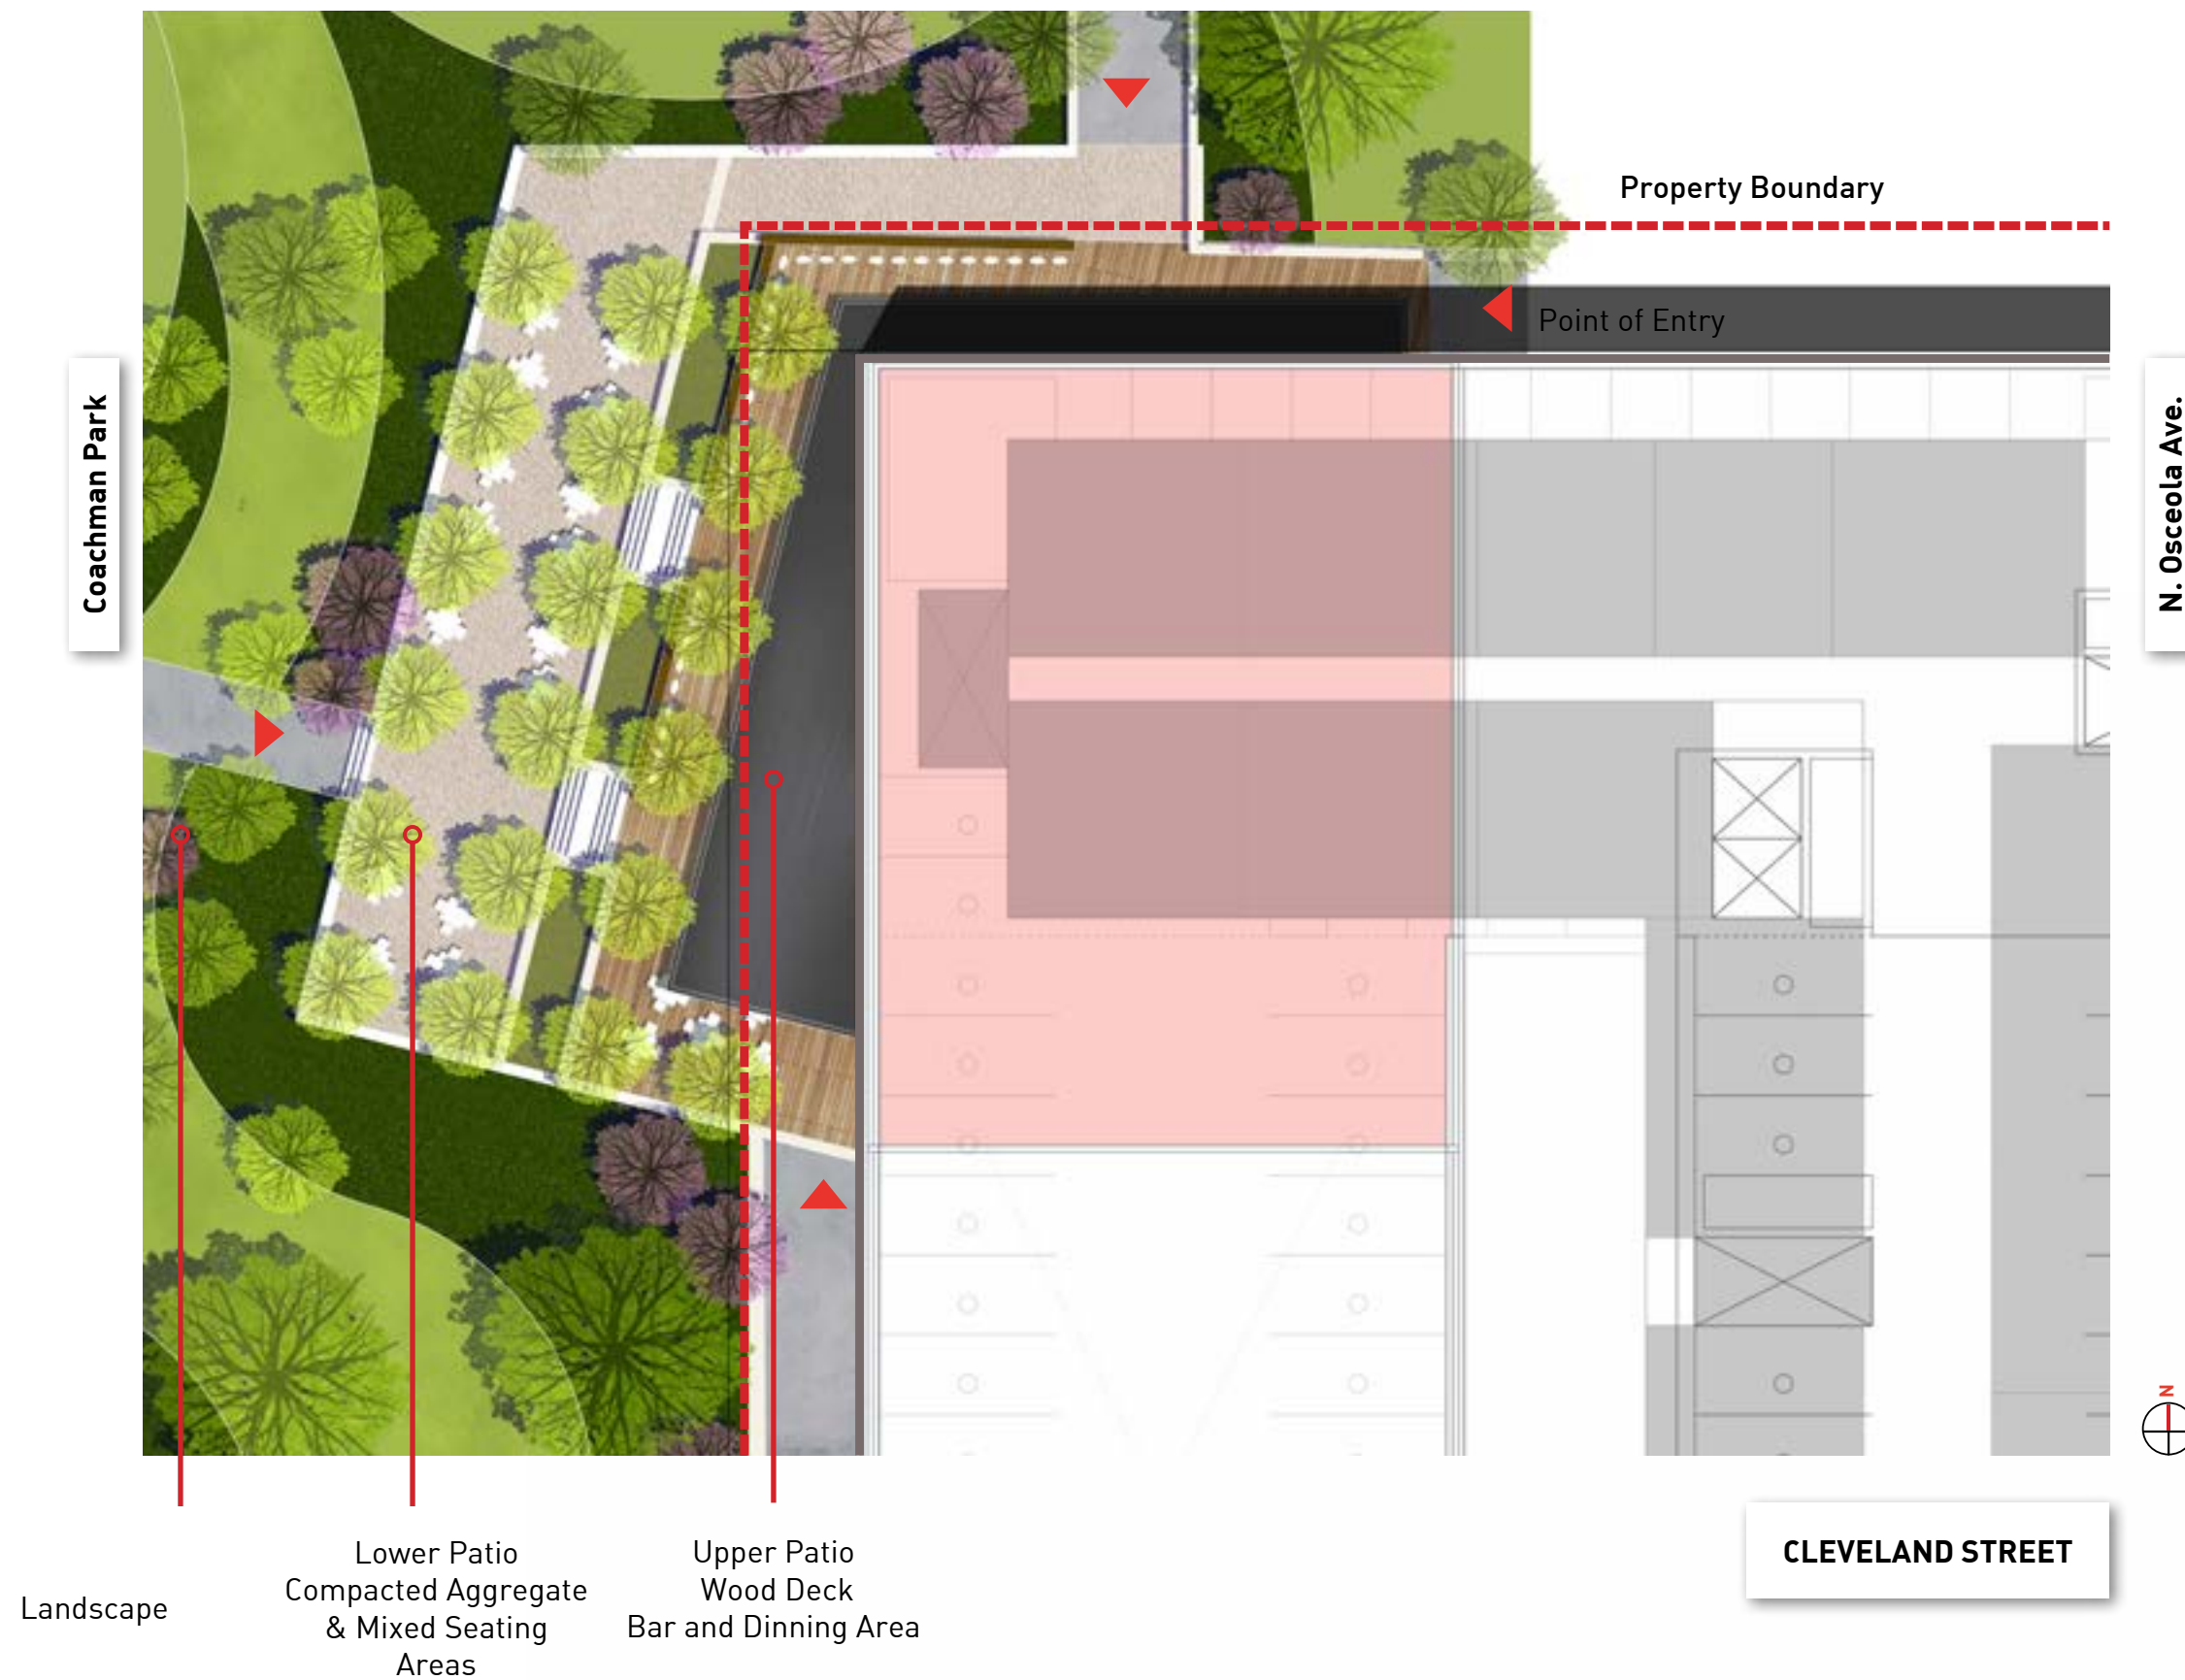 Property Boundary
Point of Entry
Coachman Park
N. Osceola Ave.
N
CLEVELAND STREET
Landscape
Lower Patio
Compacted Aggregate
& Mixed Seating
Areas
Upper Patio
Wood Deck
Bar and Dinning Area